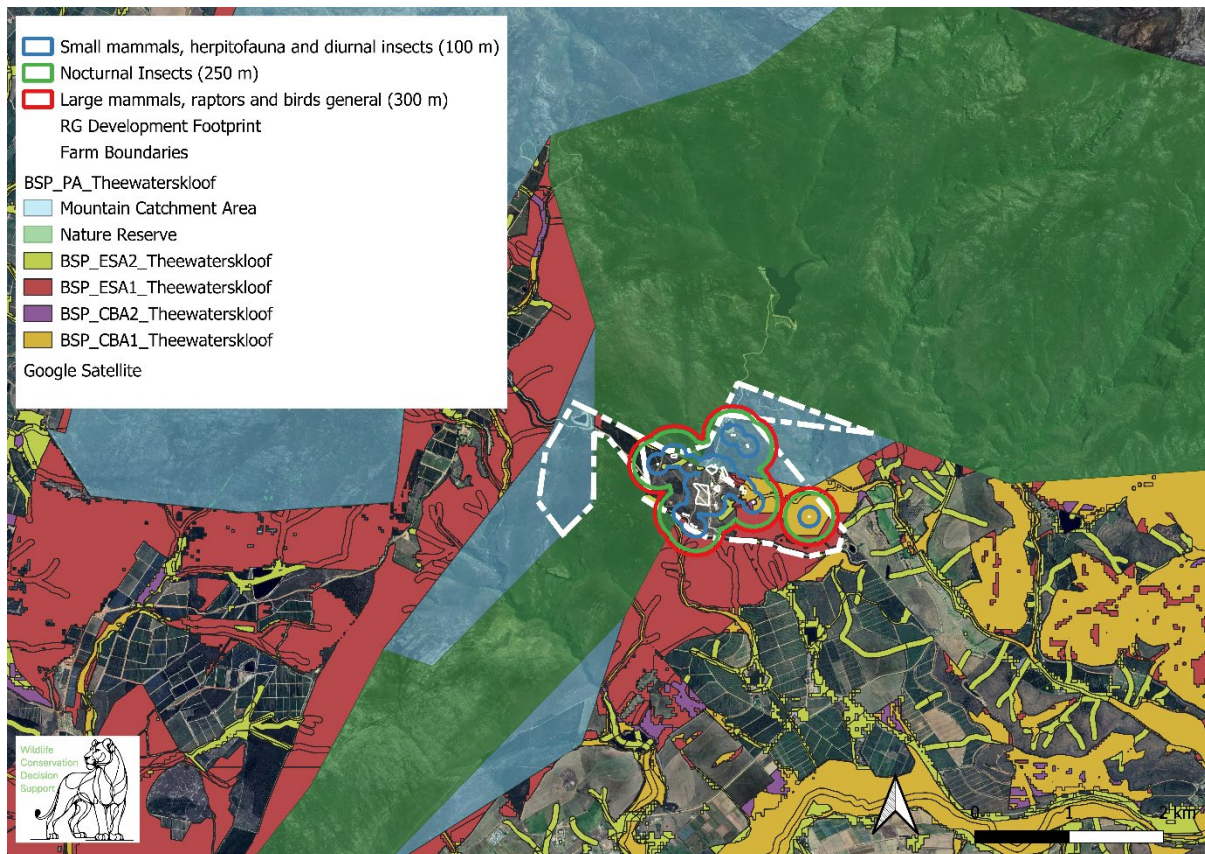 Small mammals, herpitofauna and diurnal insects (100 m)
Nocturnal Insects (250 m)
Large mammals, raptors and birds general (300 m)
RG Development Footprint
Farm Boundaries
BSP_PA_Theewaterskloof
Mountain Catchment Area
Nature Reserve
BSP_ESA2_Theewaterskloof
BSP_ESA1_Theewaterskloof
BSP_CBA2_Theewaterskloof
BSP_CBA1_Theewaterskloof
Google Satellite
Wildlife
Conservation
Decision
Support
0 1 2 km